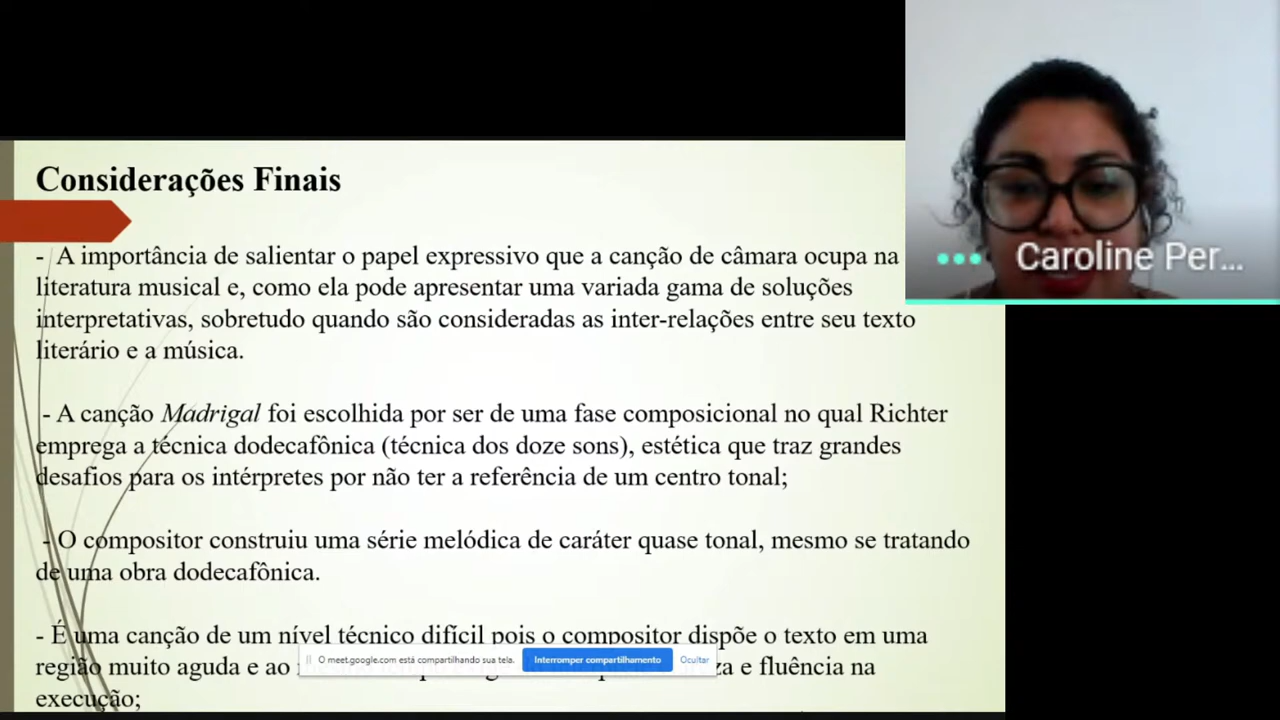 Considerações Finais
- A importância de salientar o papel expressivo que a canção de câmara ocupa na
literatura musical e, como ela pode apresentar uma variada gama de soluções
interpretativas, sobretudo quando são consideradas as inter-relações entre seu texto
literário e a música.
- A canção Madrigal foi escolhida por ser de uma fase composicional no qual Richter
emprega a técnica dodecafônica (técnica dos doze sons), estética que traz grandes
desafios para os intérpretes por não ter a referência de um centro tonal;
- O compositor construiu uma série melódica de caráter quase tonal, mesmo se tratando
de uma obra dodecafônica.
- É uma canção de um nível técnico difícil pois o compositor dispõe o texto em uma
região muito aguda e ao e fluência na
execução;
O meet.google.com está compartilhando sua tela. Interromper compartilhamento Ocultar
Caroline Per...